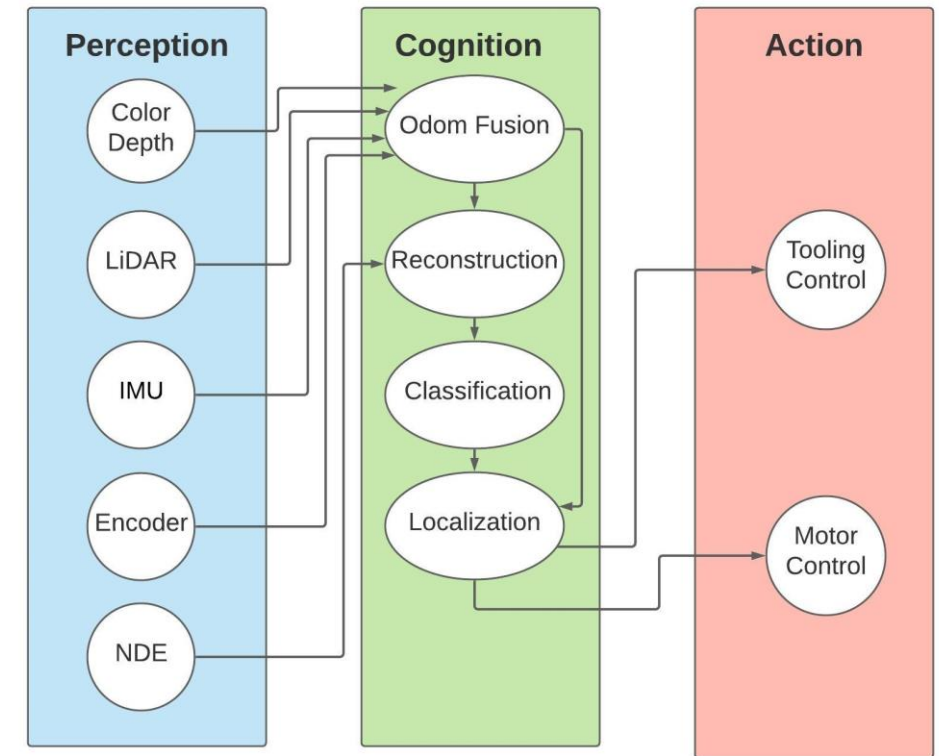 Perception
Color
Depth
LiDAR
IMU
Encoder
NDE
Cognition
Odom Fusion
Reconstruction
Classification
Localization
Action
Tooling
Control
Motor
Control